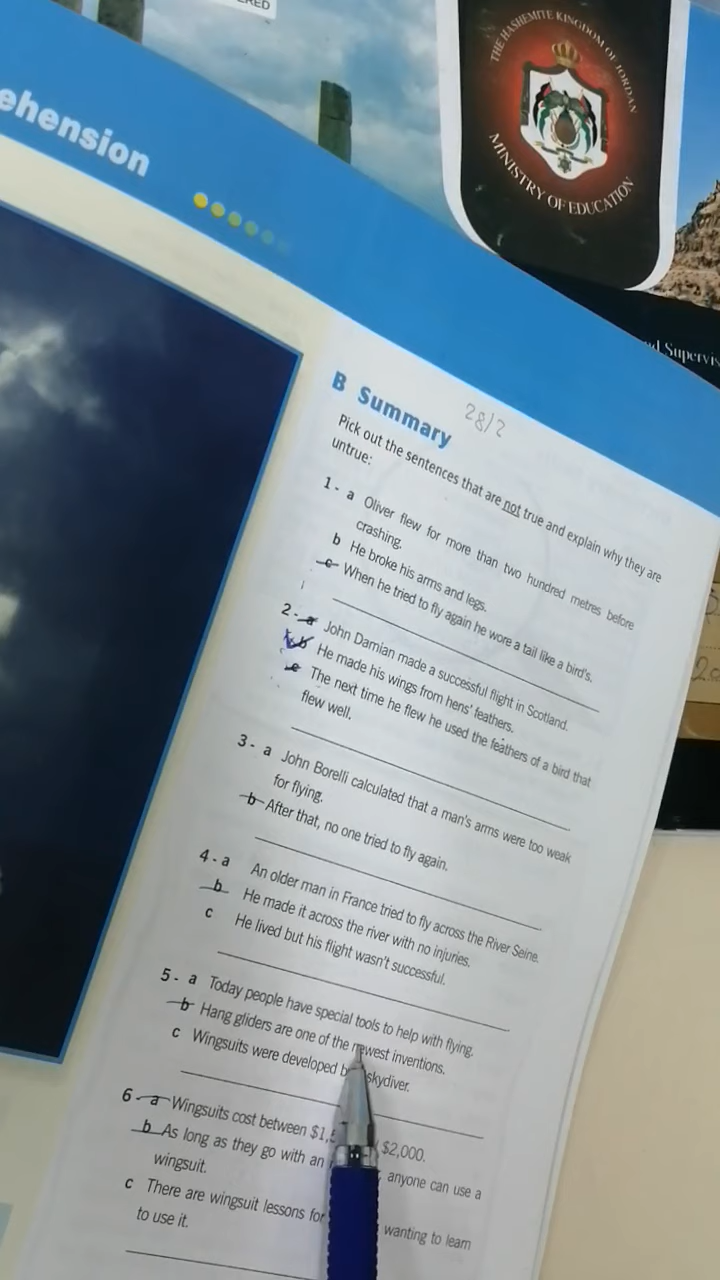 ERED
THE HASHEMITE KINGDOM OF JORDAN
MINISTRY OF EDUCATION
ehension
nd Supervis
B Summary
28/2
Pick out the sentences that are not true and explain why they are
untrue:
1 - a Oliver flew for more than two hundred metres before
crashing.
b He broke his arms and legs.
c When he tried to fly again he wore a tail like a bird's.
2 - a John Damian made a successful flight in Scotland.
b He made his wings from hens' feathers.
c The next time he flew he used the feathers of a bird that
flew well.
3 - a John Borelli calculated that a man's arms were too weak
for flying.
b After that, no one tried to fly again.
4 - a An older man in France tried to fly across the River Seine.
b He made it across the river with no injuries.
c He lived but his flight wasn't successful.
5 - a Today people have special tools to help with flying.
b Hang gliders are one of the newest inventions.
c Wingsuits were developed b skydiver.
6 - a Wingsuits cost between $1, $2,000.
b As long as they go with an anyone can use a
wingsuit.
c There are wingsuit lessons for wanting to learn
to use it.